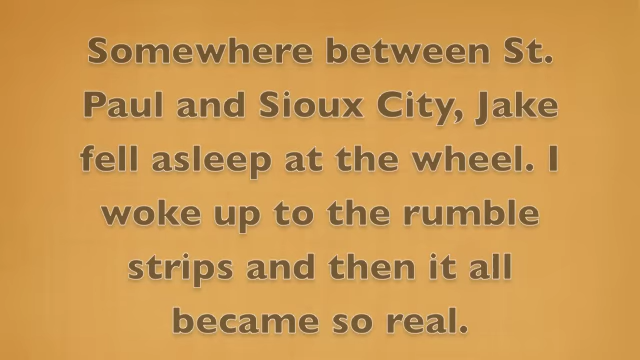 Somewhere between St.
Paul and Sioux City, Jake
fell asleep at the wheel. I
woke up to the rumble
strips and then it all
became so real.